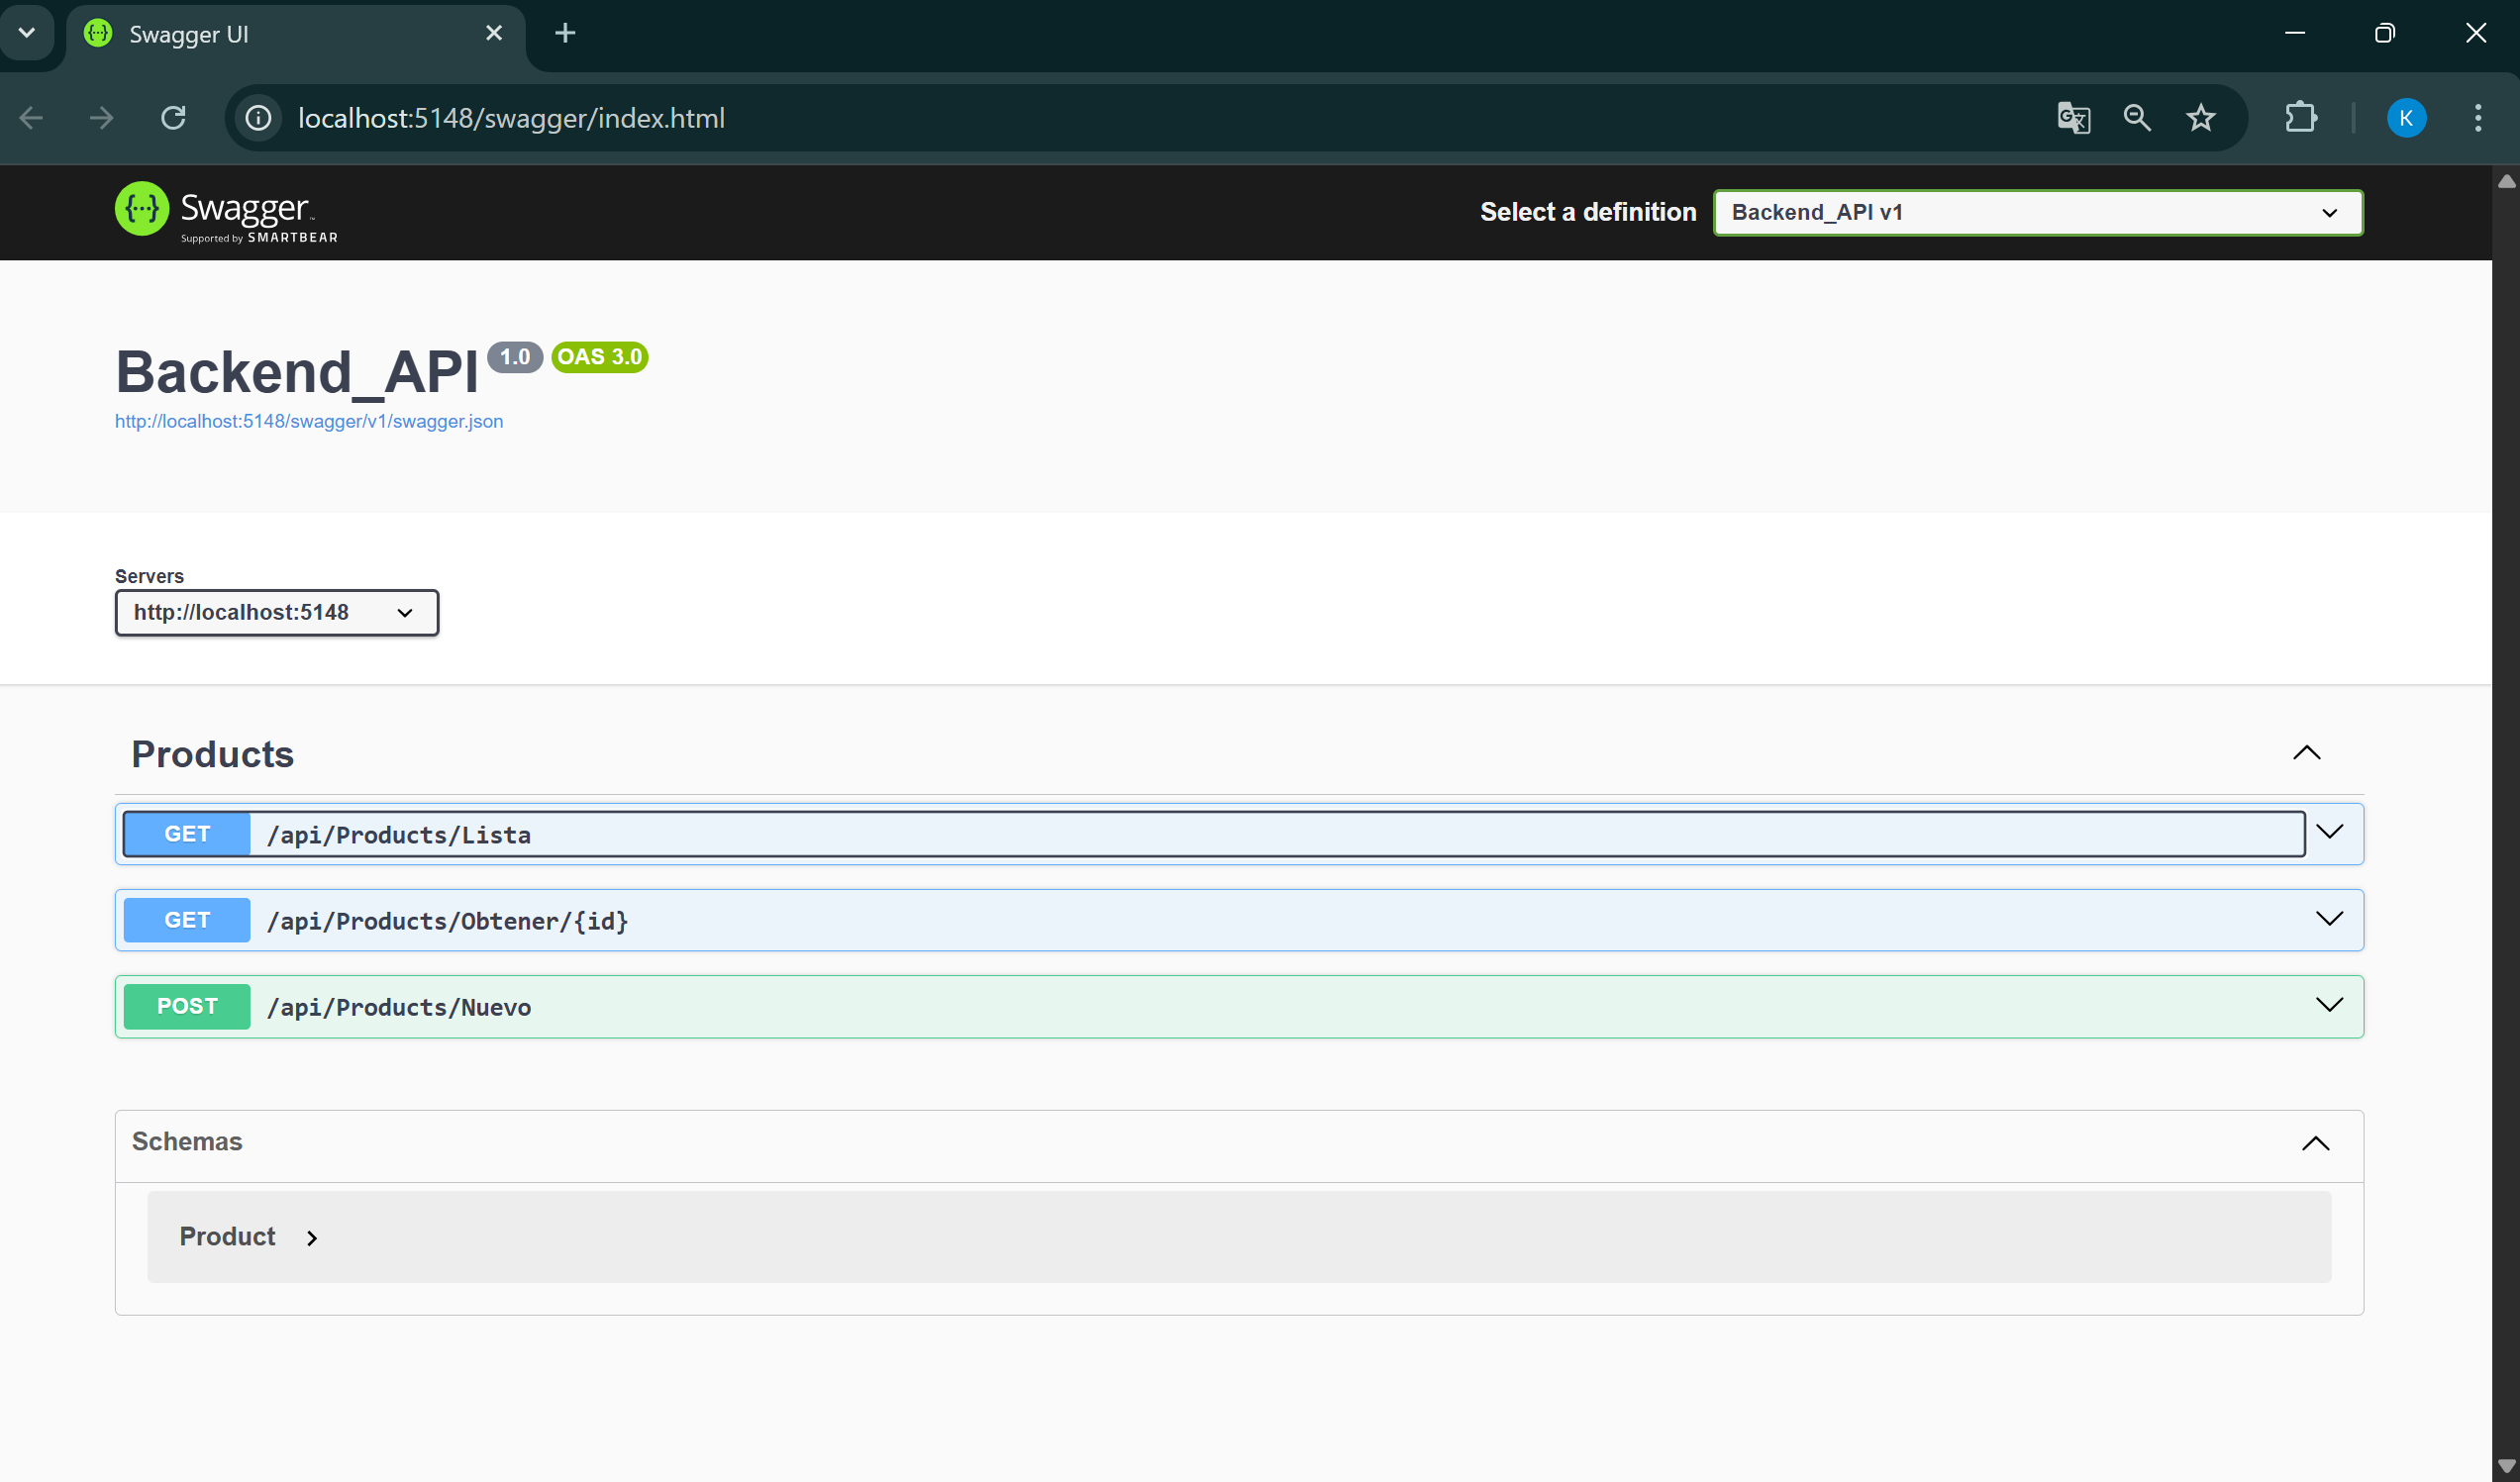 Swagger UI
localhost:5148/swagger/index.html
K
{···} Swagger™
Supported by SMARTBEAR
Select a definition
Backend_API v1
Backend_API 1.0 OAS 3.0
http://localhost:5148/swagger/v1/swagger.json
Servers
http://localhost:5148
Products
GET /api/Products/Lista
GET /api/Products/Obtener/{id}
POST /api/Products/Nuevo
Schemas
Product